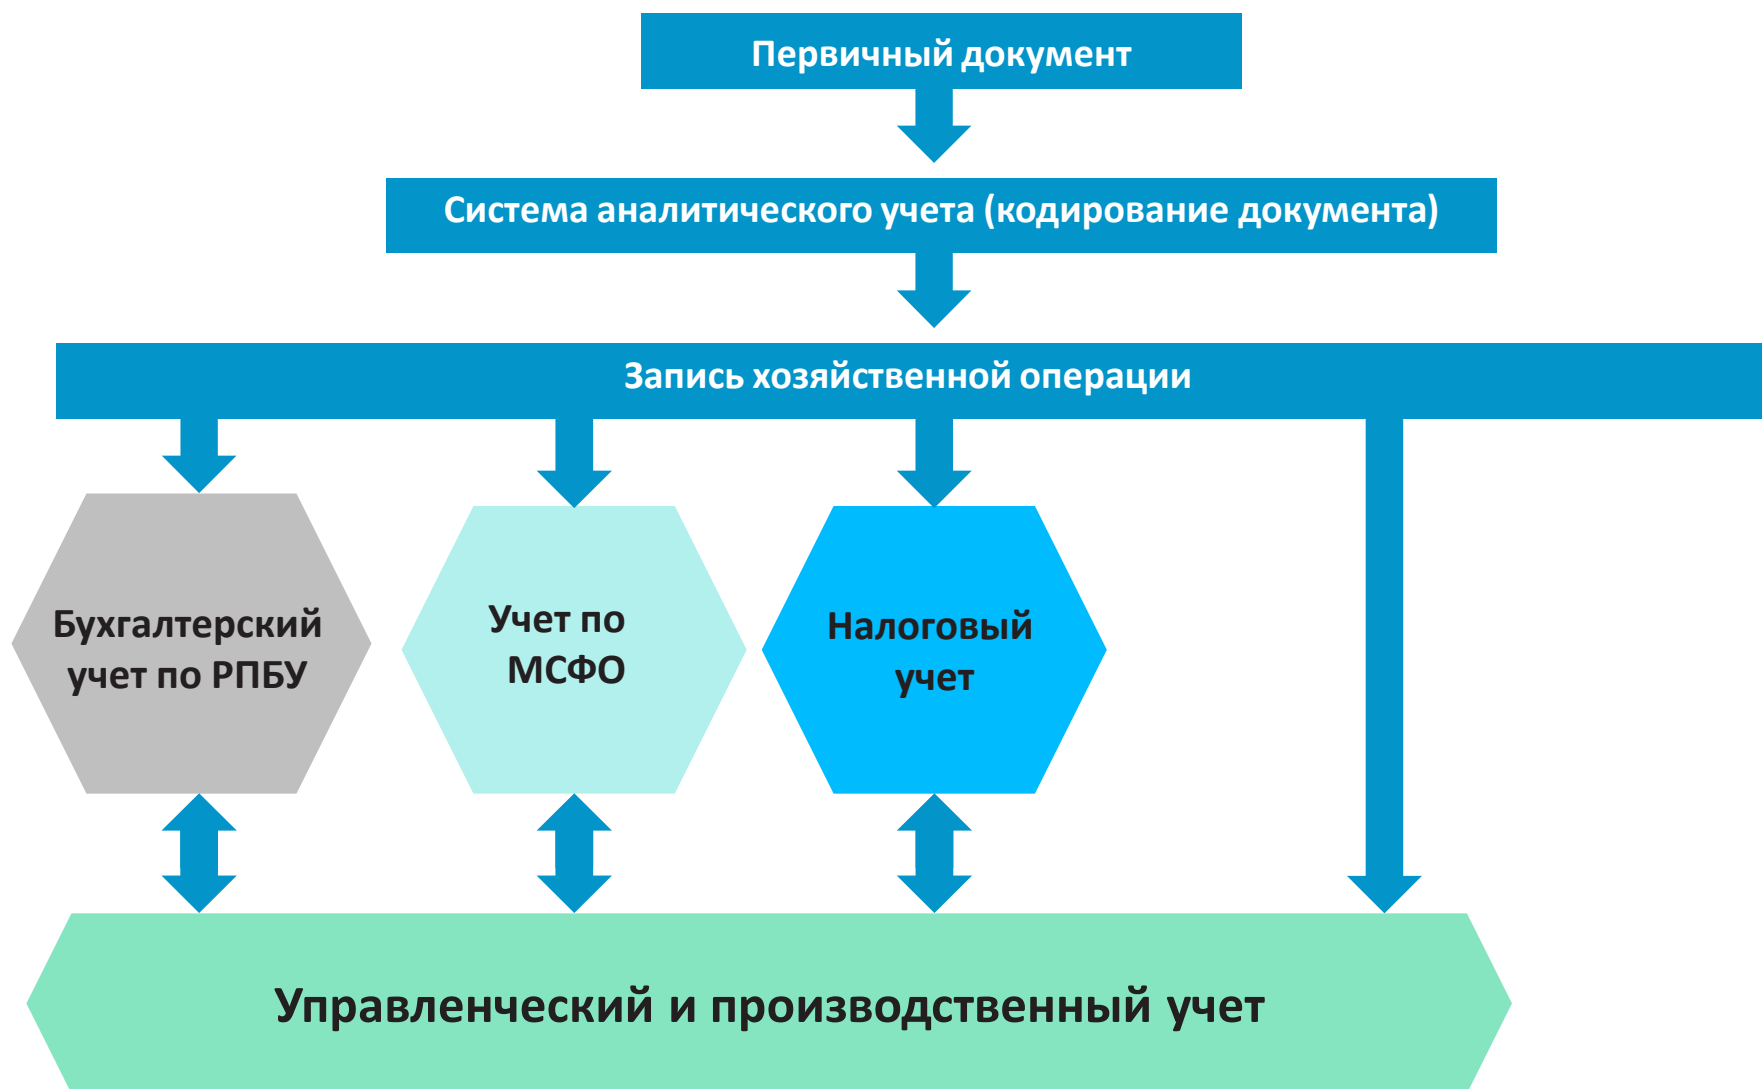 Первичный документ
Система аналитического учета (кодирование документа)
Запись хозяйственной операции
Бухгалтерский
учет по РПБУ
Учет по
МСФО
Налоговый
учет
Управленческий и производственный учет